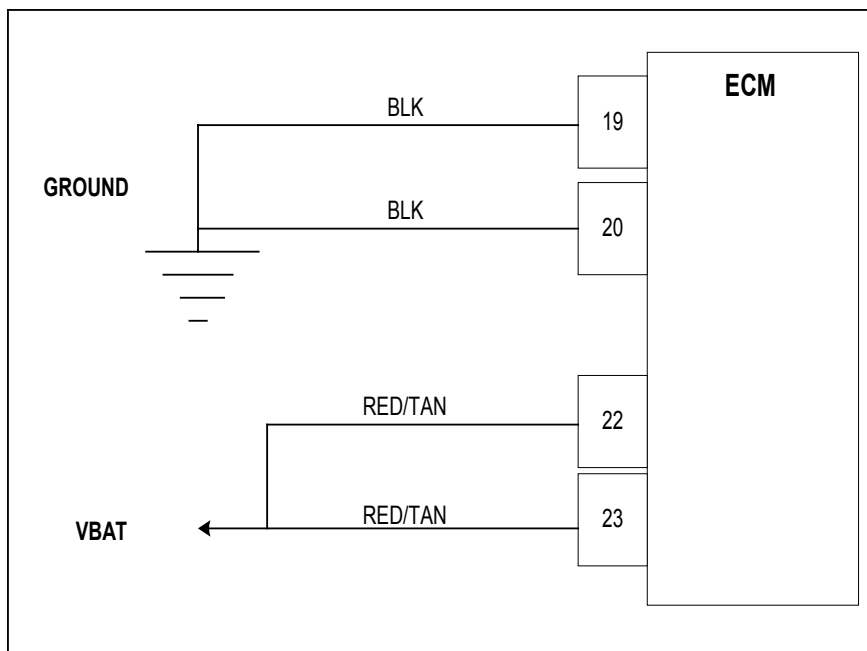 ECM
BLK
19
GROUND
BLK
20
RED/TAN
22
VBAT
RED/TAN
23